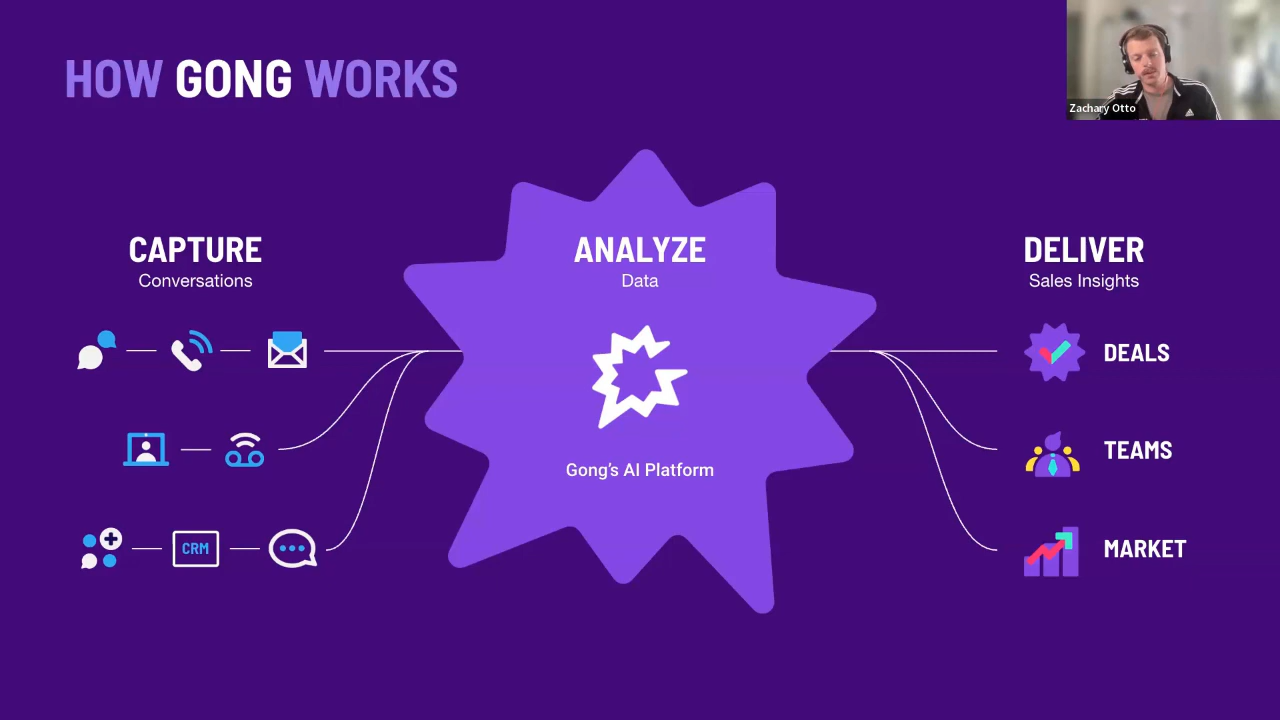 HOW GONG WORKS
Zachary Otto
CAPTURE
Conversations
CRM
ANALYZE
Data
Gong's AI Platform
DELIVER
Sales Insights
DEALS
TEAMS
MARKET